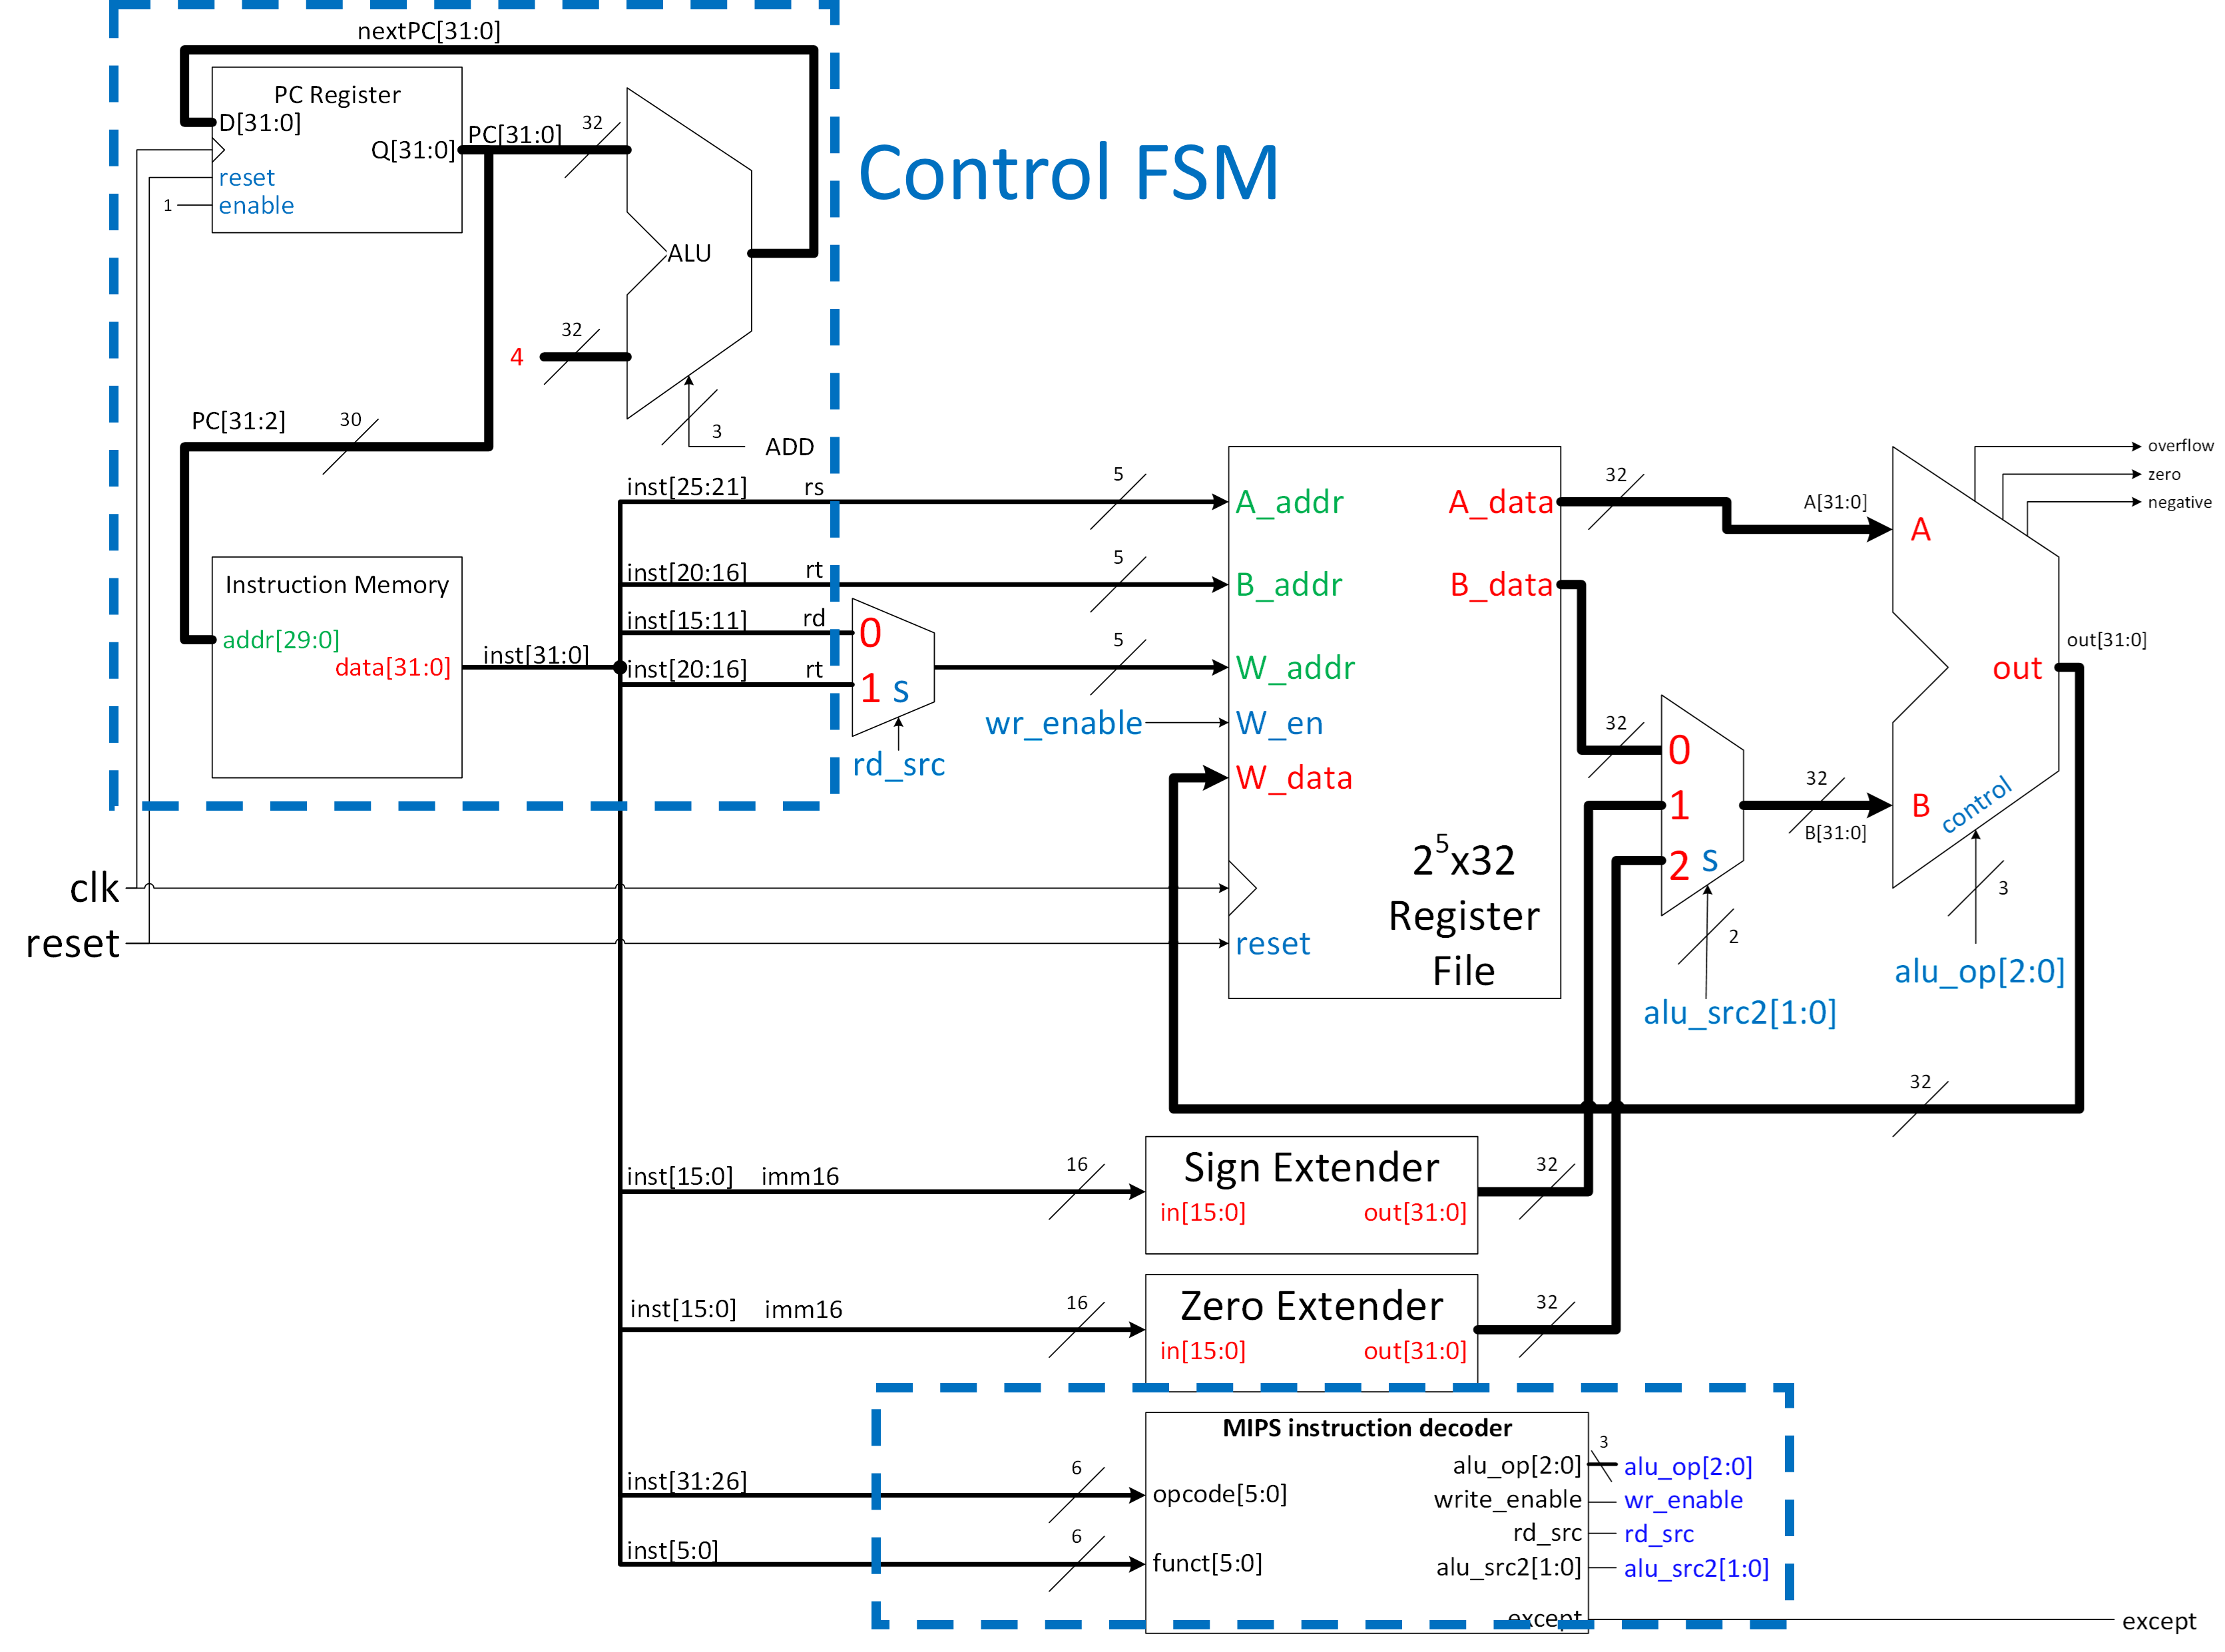 nextPC[31:0]
PC Register
D[31:0]
Q[31:0]
PC[31:0]
32
reset
1
enable
Control FSM
ALU
32
4
PC[31:2]
30
3
ADD
inst[25:21]
rs
5
A_addr
A_data
32
A[31:0]
A
overflow
zero
negative
inst[20:16]
rt
5
B_addr
B_data
Instruction Memory
addr[29:0]
data[31:0]
inst[31:0]
inst[15:11]
rd
0
inst[20:16]
rt
1 s
rd_src
5
W_addr
wr_enable
W_en
W_data
out[31:0]
out
32
0
1
2 s
32
B[31:0]
B
control
2^5x32
Register
File
clk
reset
reset
2
alu_src2[1:0]
3
alu_op[2:0]
32
inst[15:0]
imm16
16
Sign Extender
in[15:0]
out[31:0]
32
inst[15:0]
imm16
16
Zero Extender
in[15:0]
out[31:0]
32
MIPS instruction decoder
inst[31:26]
6
opcode[5:0]
inst[5:0]
6
funct[5:0]
alu_op[2:0]
3
alu_op[2:0]
write_enable
wr_enable
rd_src
rd_src
alu_src2[1:0]
alu_src2[1:0]
except
except